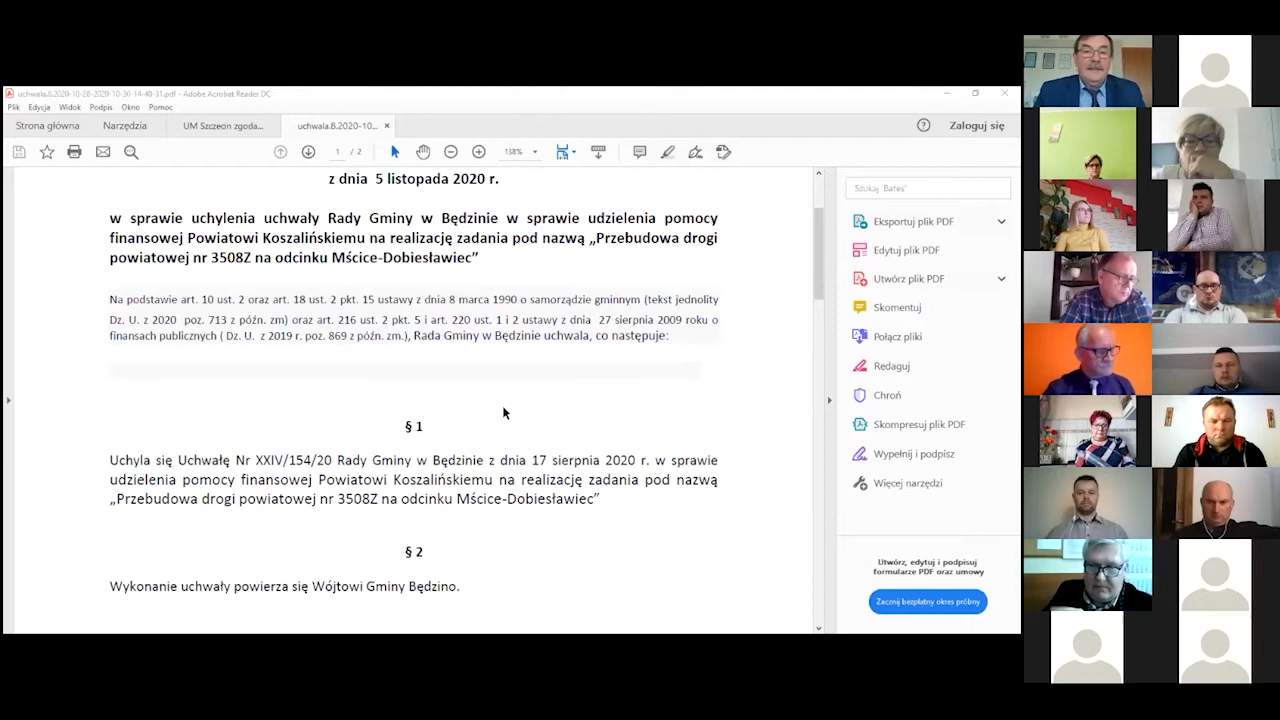 uchwala.8.2020-10-28-2020-10-30-14-40-31.pdf - Adobe Acrobat Reader DC
Plik Edycja Widok Podpis Okno Pomoc
Strona główna Narzędzia UM Szczecin zgoda... uchwala.8.2020-10... × Zaloguj się
1 / 2 138%
z dnia 5 listopada 2020 r.
w sprawie uchylenia uchwały Rady Gminy w Będzinie w sprawie udzielenia pomocy
finansowej Powiatowi Koszalińskiemu na realizację zadania pod nazwą „Przebudowa drogi
powiatowej nr 3508Z na odcinku Mścice-Dobiesławiec”
Na podstawie art. 10 ust. 2 oraz art. 18 ust. 2 pkt. 15 ustawy z dnia 8 marca 1990 o samorządzie gminnym (tekst jednolity
Dz. U. z 2020 poz. 713 z późn. zm) oraz art. 216 ust. 2 pkt. 5 i art. 220 ust. 1 i 2 ustawy z dnia 27 sierpnia 2009 roku o
finansach publicznych ( Dz. U. z 2019 r. poz. 869 z późn. zm.), Rada Gminy w Będzinie uchwala, co następuje:
§ 1
Uchyla się Uchwałę Nr XXIV/154/20 Rady Gminy w Będzinie z dnia 17 sierpnia 2020 r. w sprawie
udzielenia pomocy finansowej Powiatowi Koszalińskiemu na realizację zadania pod nazwą
„Przebudowa drogi powiatowej nr 3508Z na odcinku Mścice-Dobiesławiec”
§ 2
Wykonanie uchwały powierza się Wójtowi Gminy Będzino.
Szukaj 'Bates'
Eksportuj plik PDF
Edytuj plik PDF
Utwórz plik PDF
Skomentuj
Połącz pliki
Redaguj
Chroń
Skompresuj plik PDF
Wypełnij i podpisz
Więcej narzędzi
Utwórz, edytuj i podpisuj
formularze PDF oraz umowy
Zacznij bezpłatny okres próbny